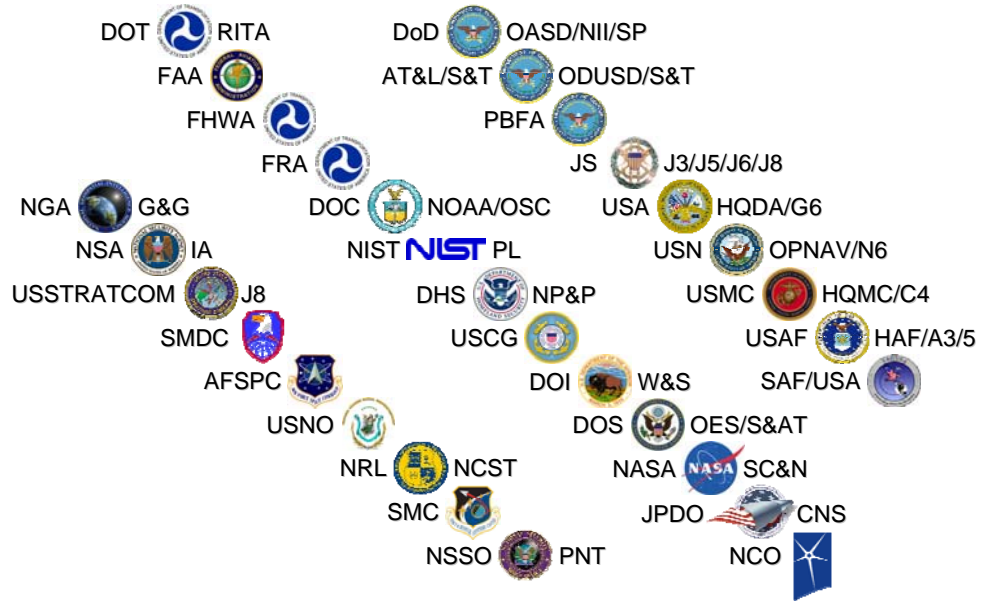 DOT RITA
FAA
FHWA
FRA
DOC NOAA/OSC
NIST NIST PL
DHS NP&P
USCG
DOI W&S
DOS OES/S&AT
NASA NASA SC&N
JPDO CNS
NCO
DoD OASD/NII/SP
AT&L/S&T ODUSD/S&T
PBFA
JS J3/J5/J6/J8
USA HQDA/G6
USN OPNAV/N6
USMC HQMC/C4
USAF HAF/A3/5
SAF/USA
NGA G&G
NSA IA
USSTRATCOM J8
SMDC
AFSPC
USNO
NRL NCST
SMC
NSSO PNT